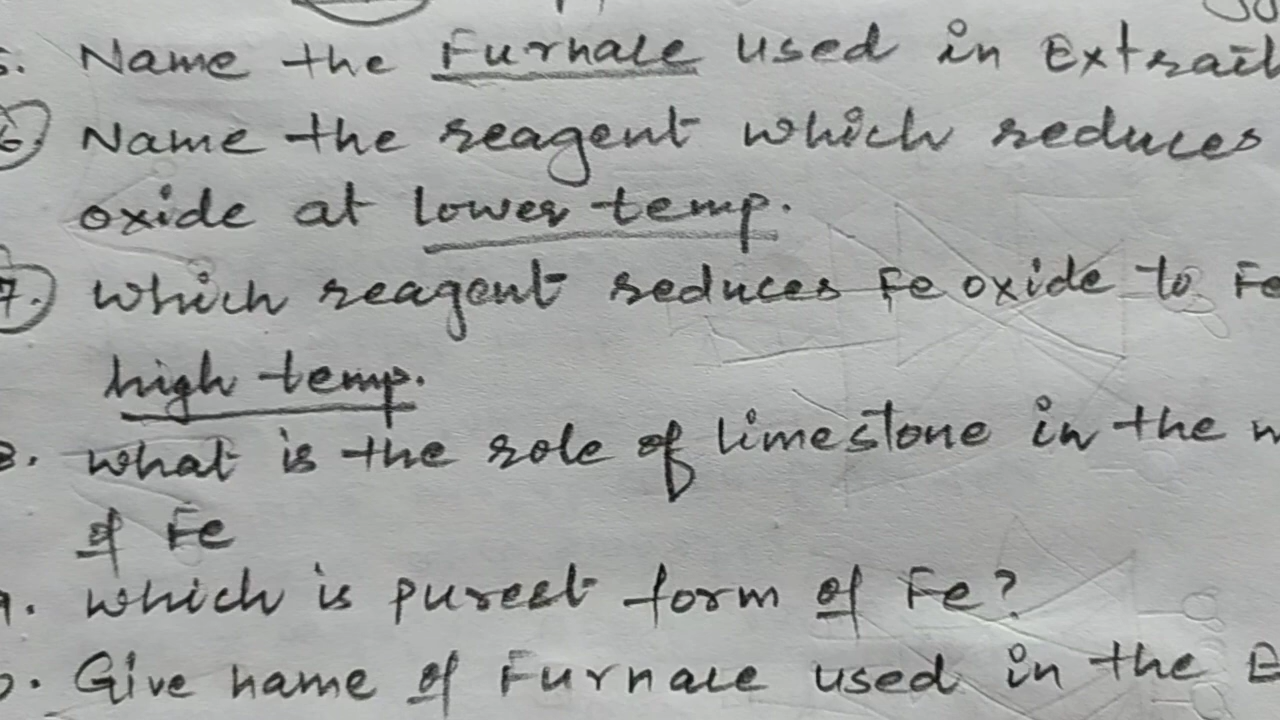 5. Name the Furnace used in Extract
6) Name the reagent which reduces
oxide at lower temp.
7.) which reagent reduces Fe oxide to Fe
high temp.
8. what is the role of limestone in the
of Fe
9. which is purest form of Fe?
Give name of Furnace used in the E